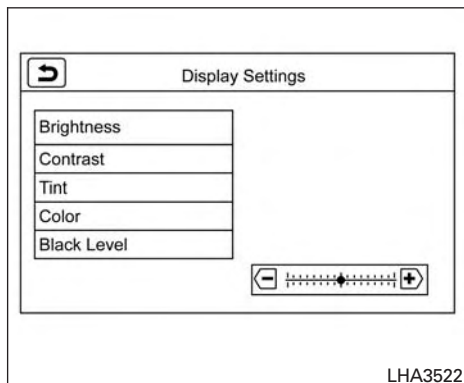 Display Settings
Brightness
Contrast
Tint
Color
Black Level
LHA3522